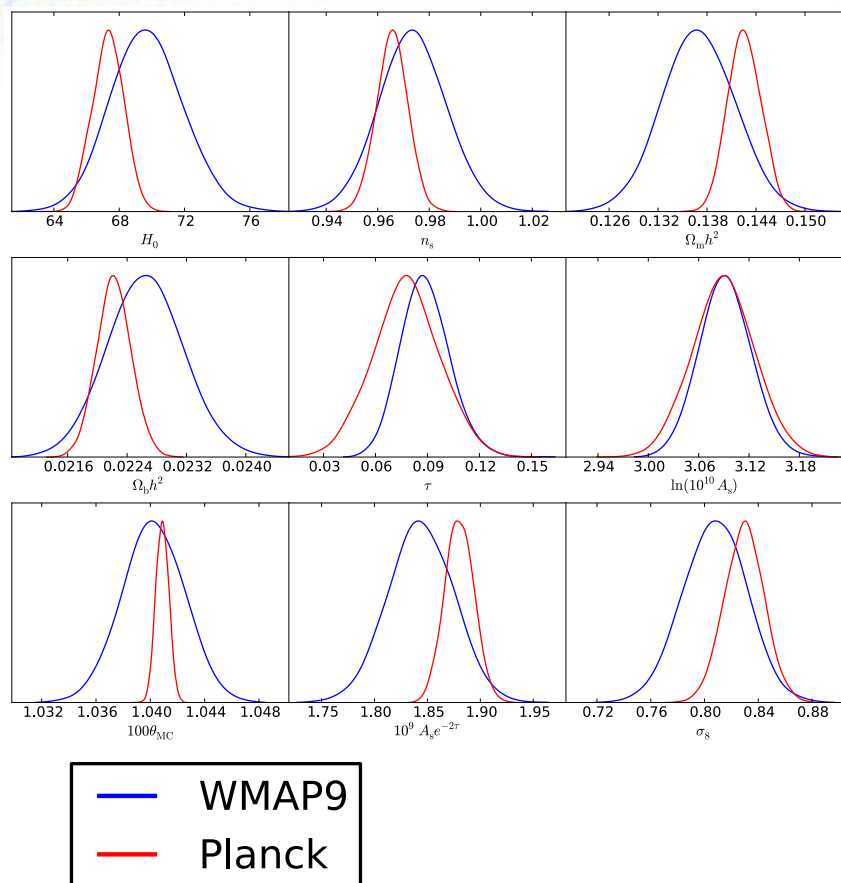 64 68 72 76
H₀
0.94 0.96 0.98 1.00 1.02
nₛ
0.126 0.132 0.138 0.144 0.150
Ωₘh²
0.0216 0.0224 0.0232 0.0240
Ω_b h²
0.03 0.06 0.09 0.12 0.15
τ
2.94 3.00 3.06 3.12 3.18
ln(10¹⁰ Aₛ)
1.032 1.036 1.040 1.044 1.048
100θ_MC
1.75 1.80 1.85 1.90 1.95
10⁹ Aₛe⁻²τ
0.72 0.76 0.80 0.84 0.88
σ₈
WMAP9
Planck